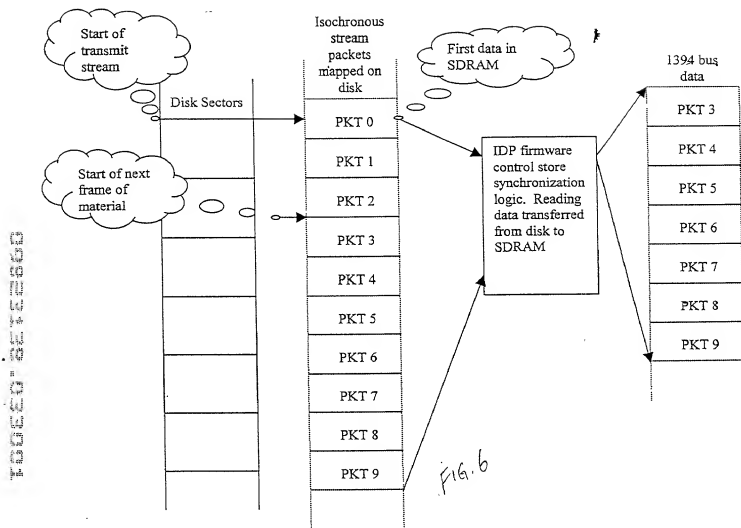 Start of
transmit
stream
Isochronous
stream
packets
mapped on
disk
First data in
SDRAM
1394 bus
data
Disk Sectors
Start of next
frame of
material
PKT 0
PKT 1
PKT 2
PKT 3
PKT 4
PKT 5
PKT 6
PKT 7
PKT 8
PKT 9
IDP firmware
control store
synchronization
logic. Reading
data transferred
from disk to
SDRAM
PKT 3
PKT 4
PKT 5
PKT 6
PKT 7
PKT 8
PKT 9
FIG. 6